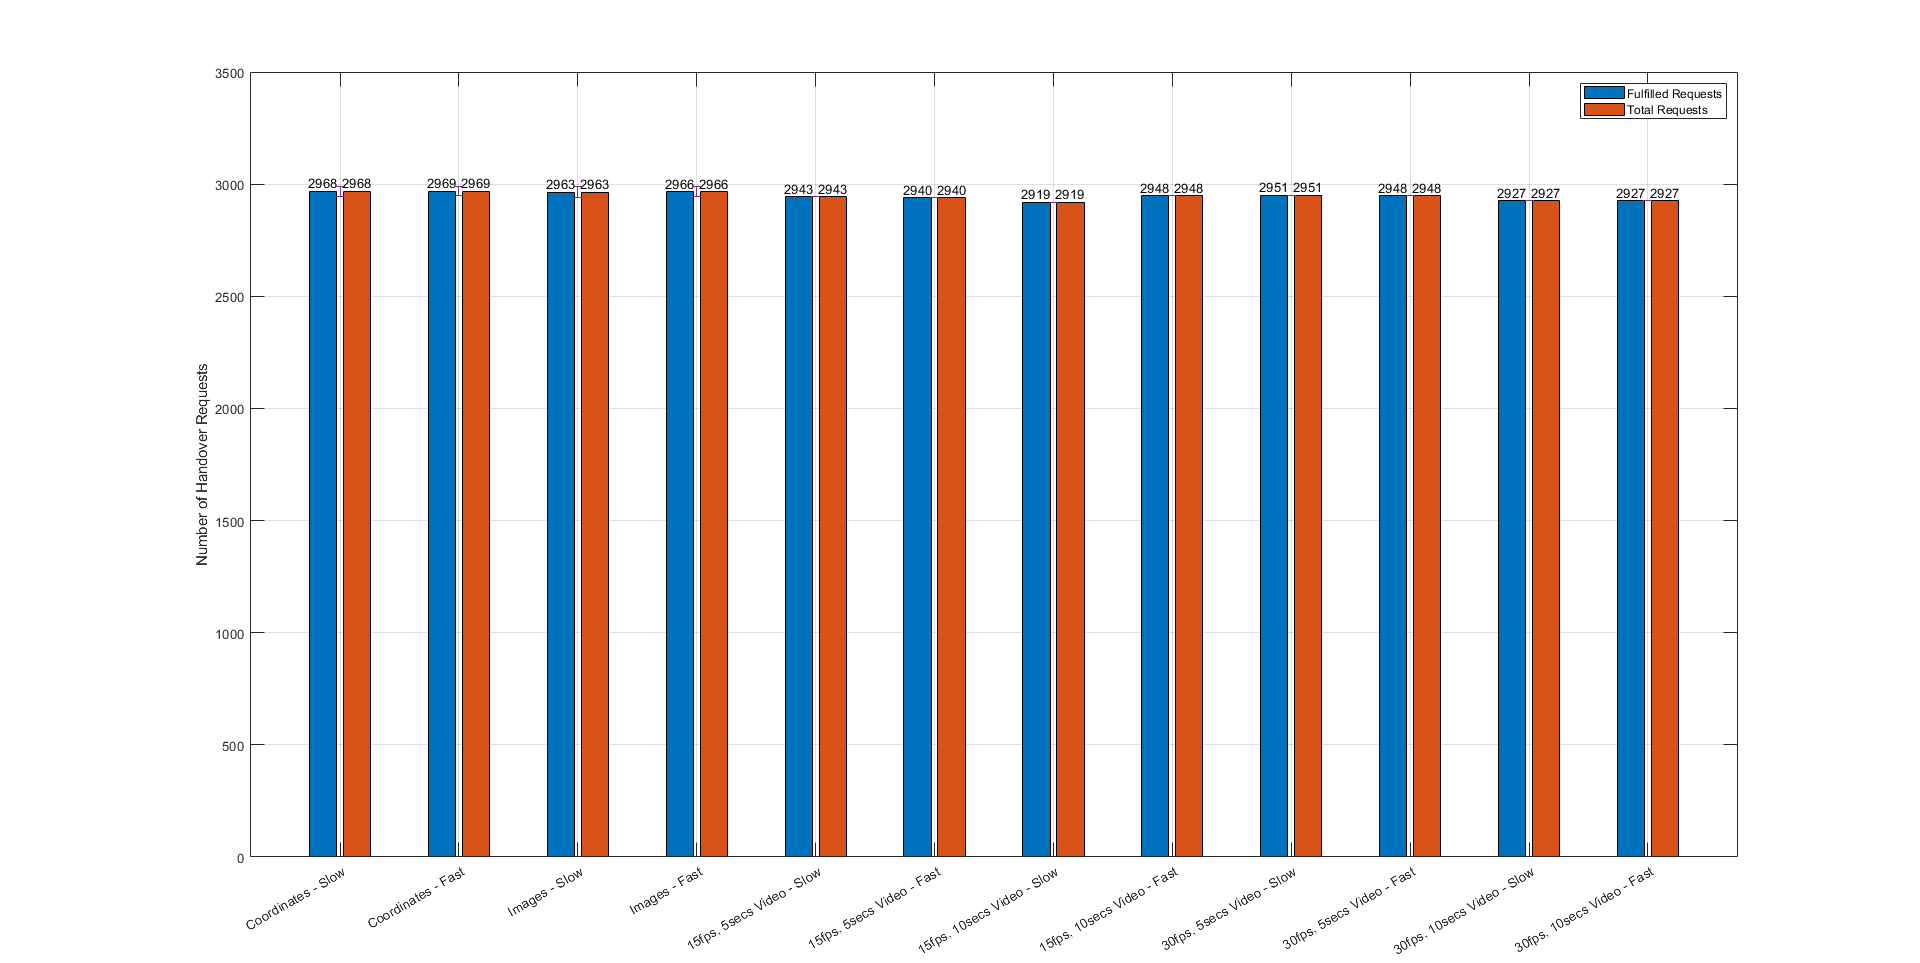 3500
Fulfilled Requests
Total Requests
3000
2968 2968
2969 2969
2963 2963
2966 2966
2943 2943
2940 2940
2919 2919
2948 2948
2951 2951
2948 2948
2927 2927
2927 2927
2500
2000
1500
1000
500
0
Number of Handover Requests
Coordinates - Slow
Coordinates - Fast
Images - Slow
Images - Fast
15fps, 5secs Video - Slow
15fps, 5secs Video - Fast
15fps, 10secs Video - Slow
15fps, 10secs Video - Fast
30fps, 5secs Video - Slow
30fps, 5secs Video - Fast
30fps, 10secs Video - Slow
30fps, 10secs Video - Fast